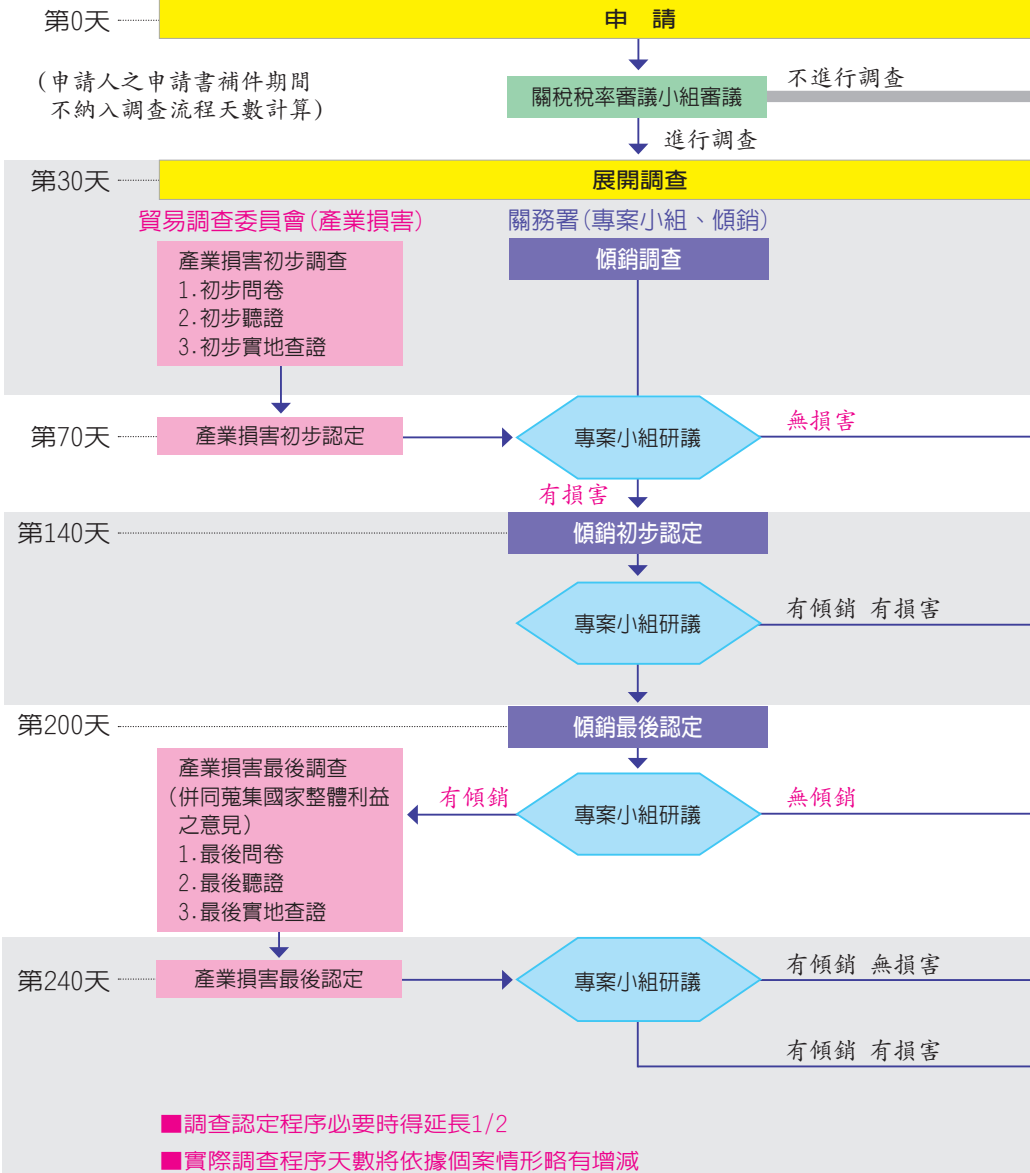 第0天
申 請
(申請人之申請書補件期間
不納入調查流程天數計算)
關稅稅率審議小組審議
不進行調查
進行調查
第30天
展開調查
貿易調查委員會(產業損害)
關務署(專案小組、傾銷)
產業損害初步調查
1.初步問卷
2.初步聽證
3.初步實地查證
傾銷調查
第70天
產業損害初步認定
專案小組研議
無損害
有損害
第140天
傾銷初步認定
專案小組研議
有傾銷 有損害
第200天
傾銷最後認定
產業損害最後調查
(併同蒐集國家整體利益
之意見)
1.最後問卷
2.最後聽證
3.最後實地查證
有傾銷
專案小組研議
無傾銷
第240天
產業損害最後認定
專案小組研議
有傾銷 無損害
有傾銷 有損害
■調查認定程序必要時得延長1/2
■實際調查程序天數將依據個案情形略有增減